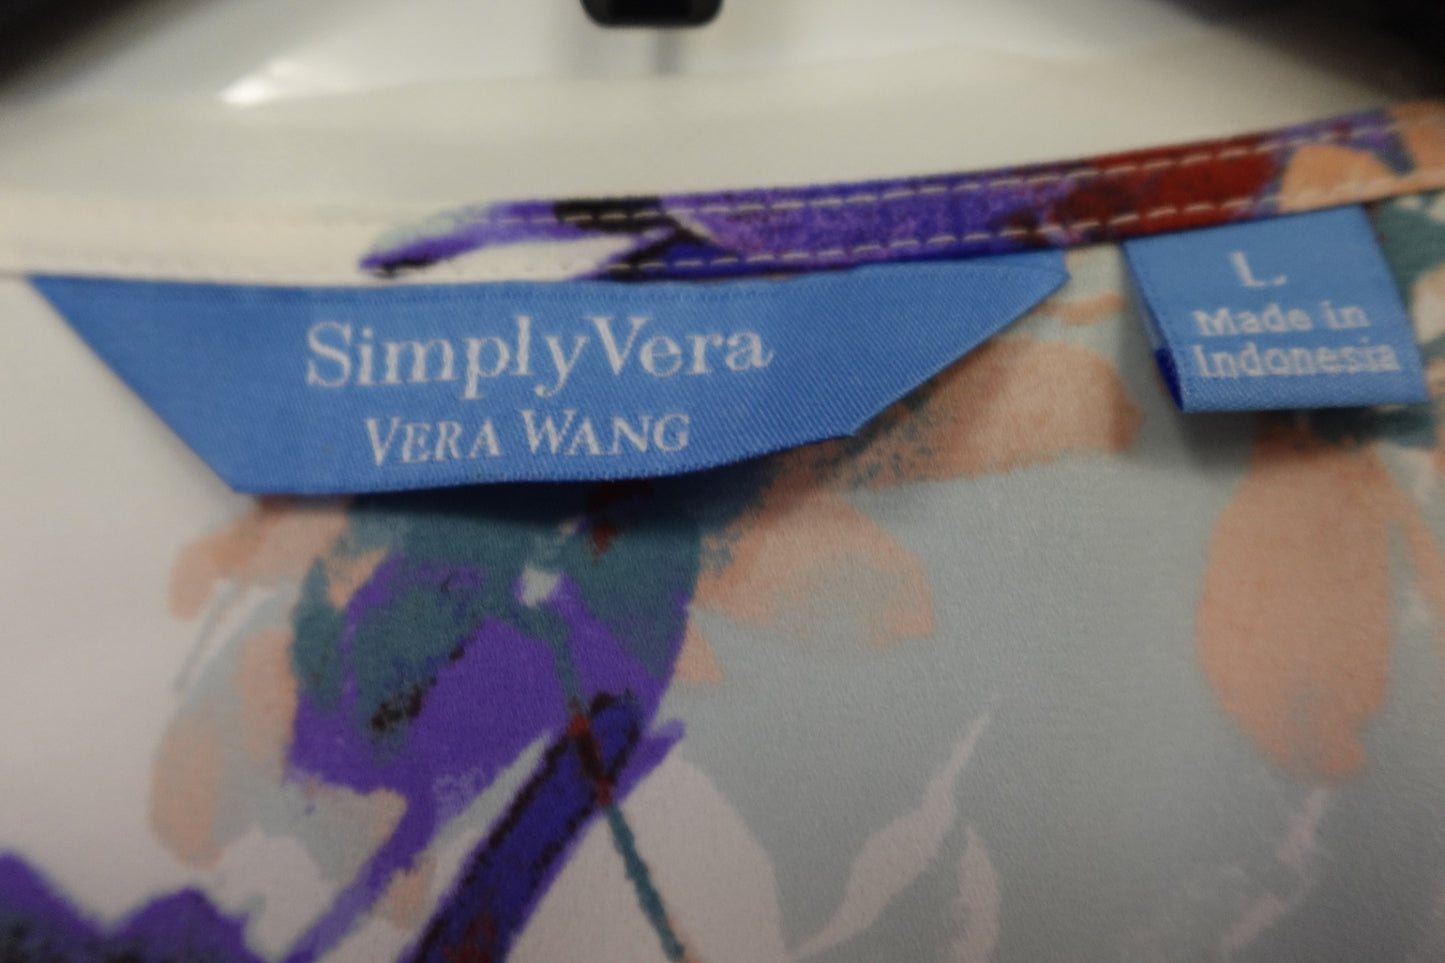 SimplyVera
VERA WANG
L
Made in
Indonesia